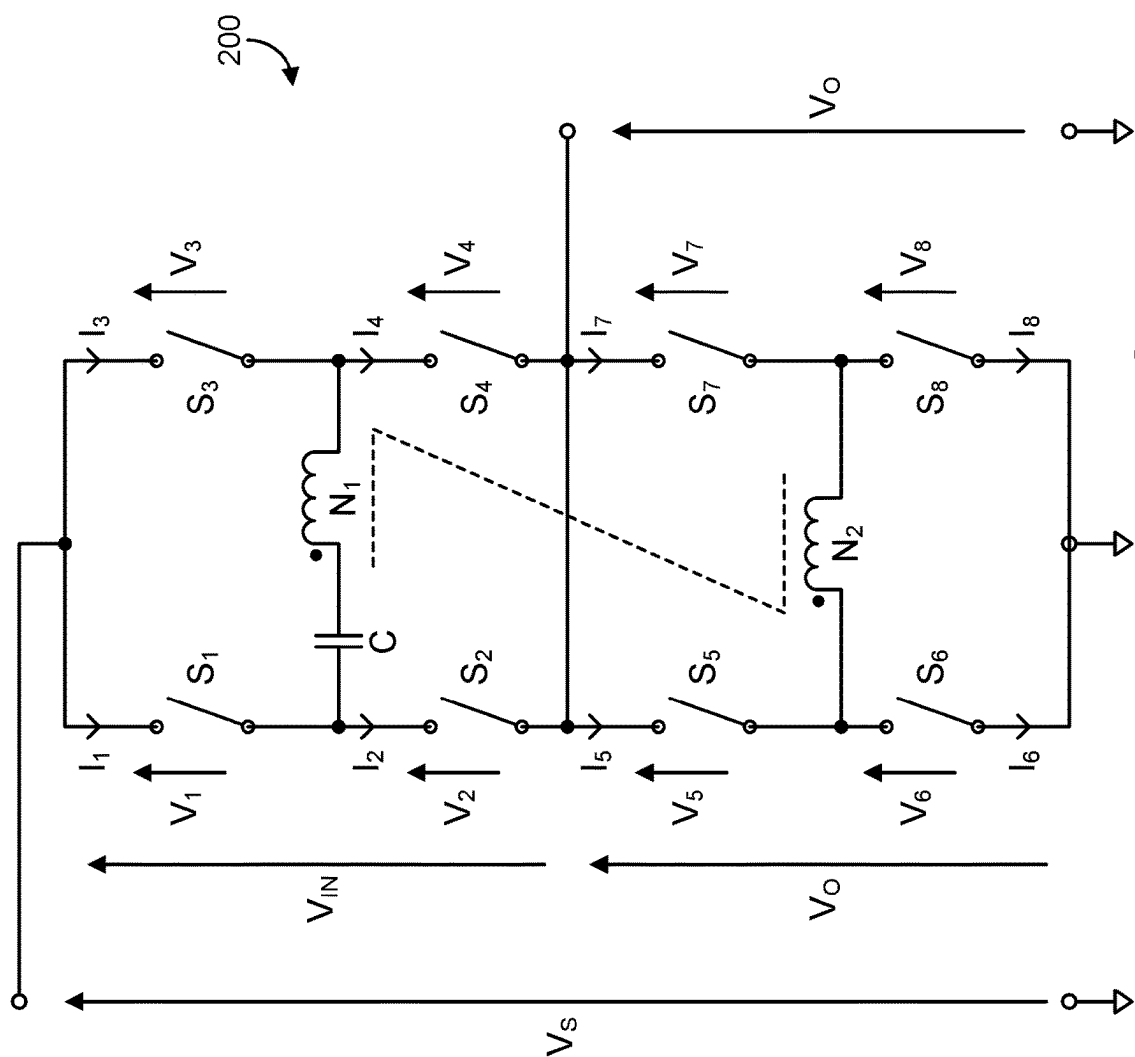 200
V_O
V_3
V_4
V_7
V_8
I_3
I_4
I_7
I_8
S_3
S_4
S_7
S_8
N_1
N_2
C
S_1
S_2
S_5
S_6
I_1
I_2
I_5
I_6
V_1
V_2
V_5
V_6
V_IN
V_O
V_S